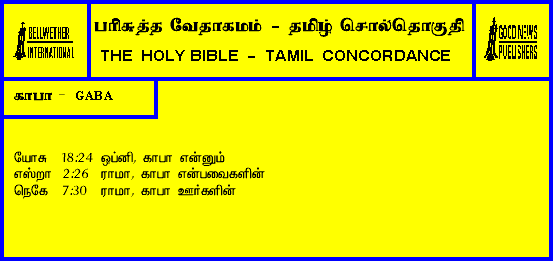 BELLWETHER
INTERNATIONAL
பரிசுத்த வேதாகமம் - தமிழ் சொல்தொகுதி
THE HOLY BIBLE - TAMIL CONCORDANCE
GOOD NEWS
PUBLISHERS
காபா - GABA
யோசு 18:24 ஒப்னி, காபா என்னும்
எஸ்றா 2:26 ராமா, காபா என்பவைகளின்
நெகே 7:30 ராமா, காபா ஊர்களின்